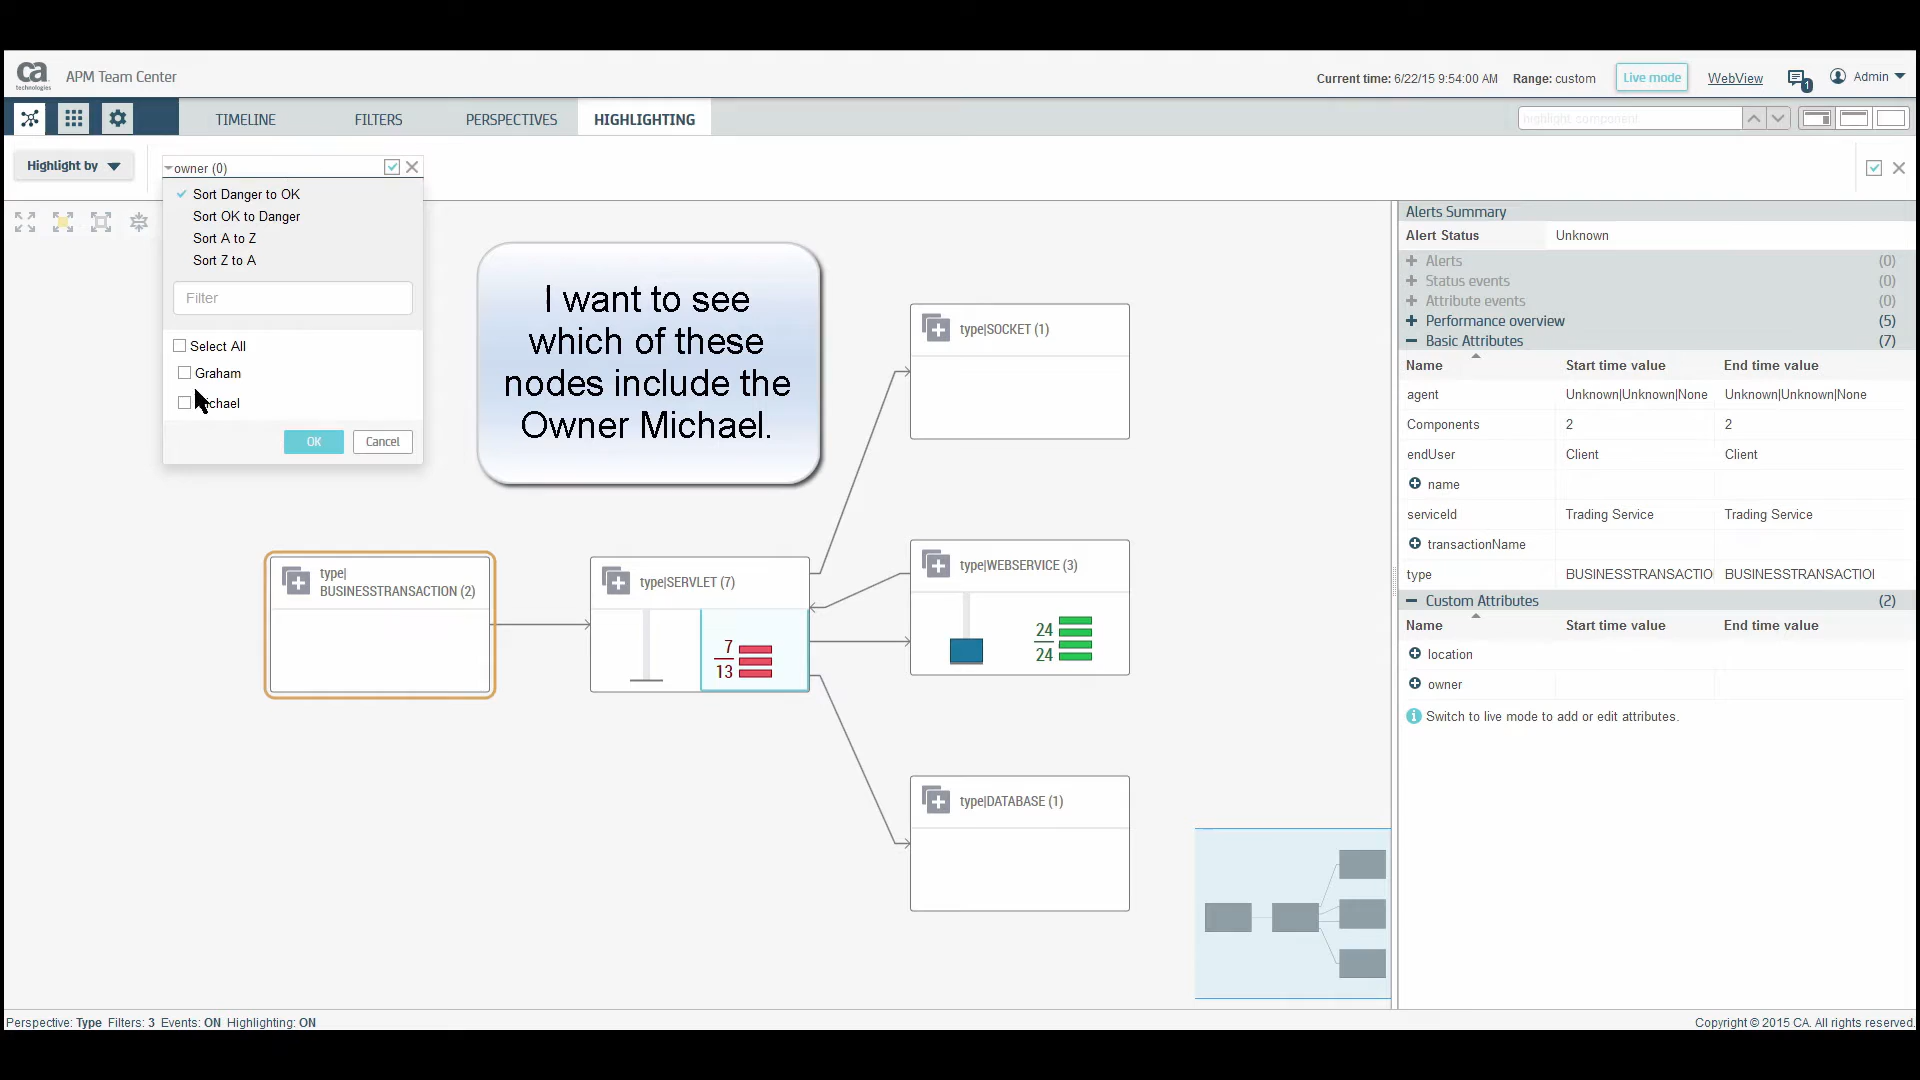 ca
technologies
APM Team Center
Current time: 6/22/15 9:54:00 AM Range: custom
Live mode
WebView
1
Admin
TIMELINE
FILTERS
PERSPECTIVES
HIGHLIGHTING
highlight component
Highlight by
owner (0)
Sort Danger to OK
Sort OK to Danger
Sort A to Z
Sort Z to A
Filter
Select All
Graham
OK
Cancel
I want to see
which of these
nodes include the
Owner Michael.
type|SOCKET (1)
type|
BUSINESSTRANSACTION (2)
type|SERVLET (7)
7
13
type|WEBSERVICE (3)
24
24
type|DATABASE (1)
Alerts Summary
Alert Status Unknown
Alerts (0)
Status events (0)
Attribute events (0)
Performance overview (5)
Basic Attributes (7)
Name Start time value End time value
agent Unknown|Unknown|None Unknown|Unknown|None
Components 2 2
endUser Client Client
name
serviceId Trading Service Trading Service
transactionName
type BUSINESSTRANSACTIO BUSINESSTRANSACTIO
Custom Attributes (2)
Name Start time value End time value
location
owner
Switch to live mode to add or edit attributes.
Perspective: Type Filters: 3 Events: ON Highlighting: ON
Copyright © 2015 CA. All rights reserved.